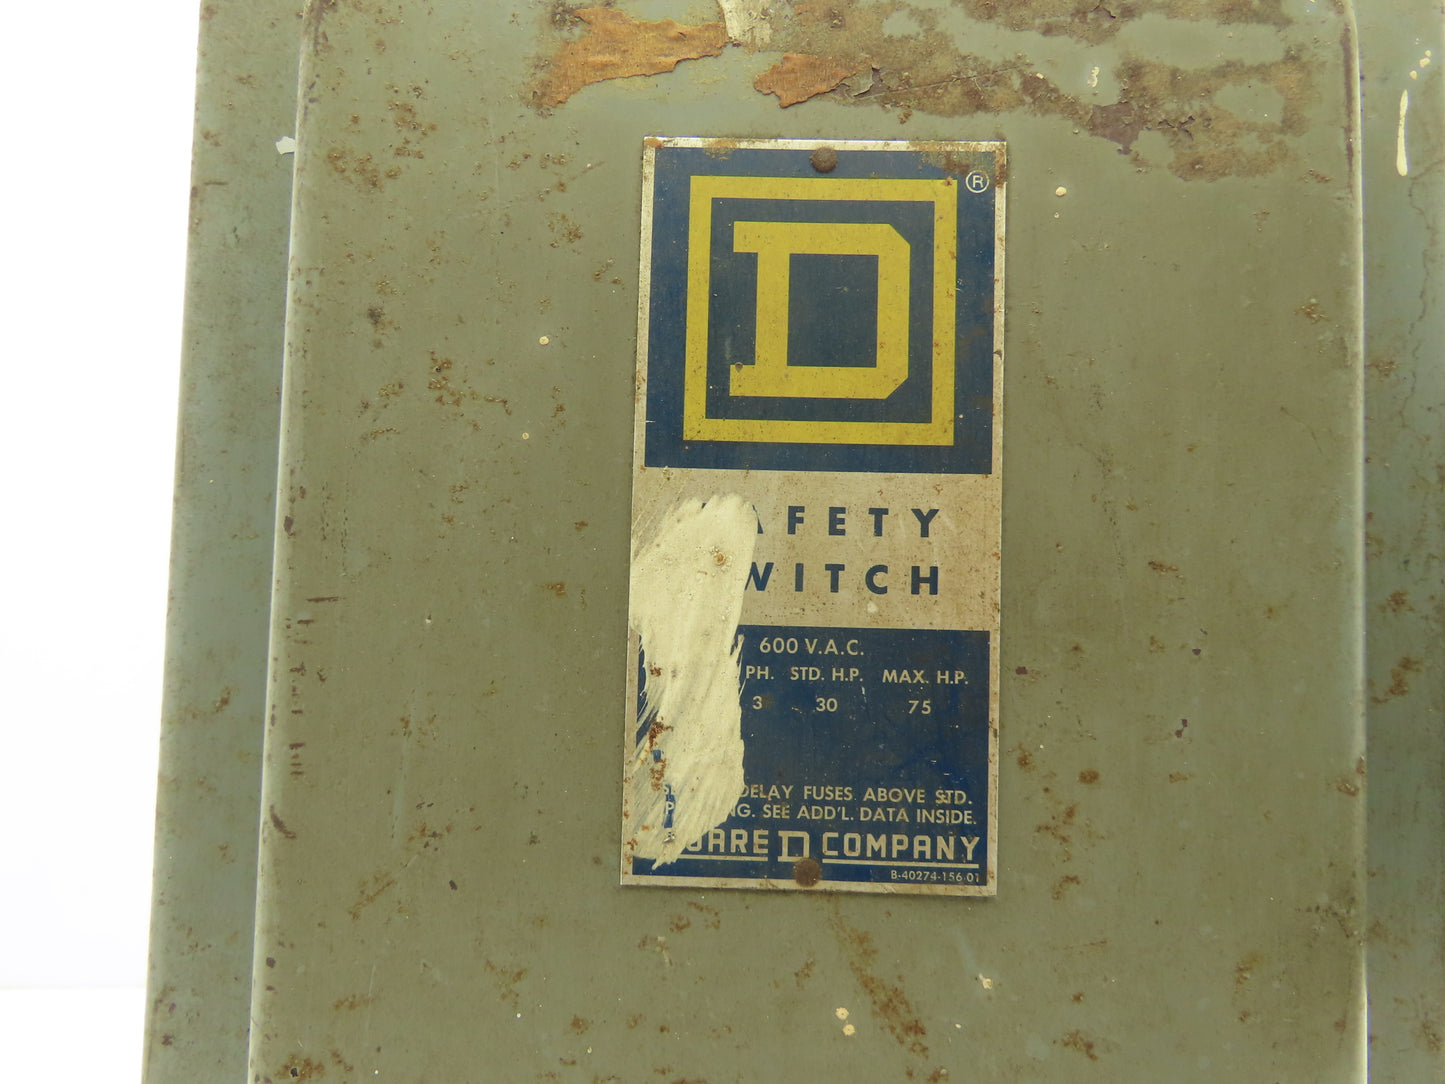 D ®
AFETY
WITCH
600 V.A.C.
PH. STD. H.P. MAX. H.P.
3 30 75
DELAY FUSES ABOVE STD.
NG. SEE ADD'L. DATA INSIDE.
UARE D COMPANY
B-40274-156-01